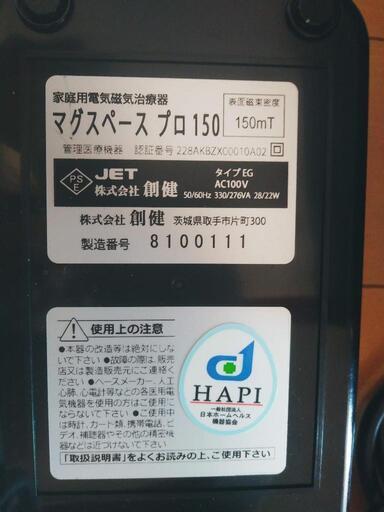 家庭用電気磁気治療器
マグスペース プロ 150
表面磁束密度
150mT
管理医療機器 認証番号 228AKBZX00010A02
PS
E
JET
株式会社 創健
タイプ EG
AC100V
50/60Hz 330/276VA 28/22W
株式会社 創健 茨城県取手市片町300
製造番号 8100111
使用上の注意
●本器の改造等は絶対にしな
いで下さい ●故障の際は、販売
店又は製造販売元にご連絡く
ださい ●ペースメーカー、人工
心肺、心電計等などの各医用電
気機器を使用の方はご使用に
ならないで下さい ●ご使用中
は時計、カード類、携帯電話、ビ
デオ、補聴器やその他の精密機
器などは近づけないで下さい
「取扱説明書」をよくお読みの上、ご使用下さい
HAPI
一般社団法人
日本ホームヘルス
機器協会